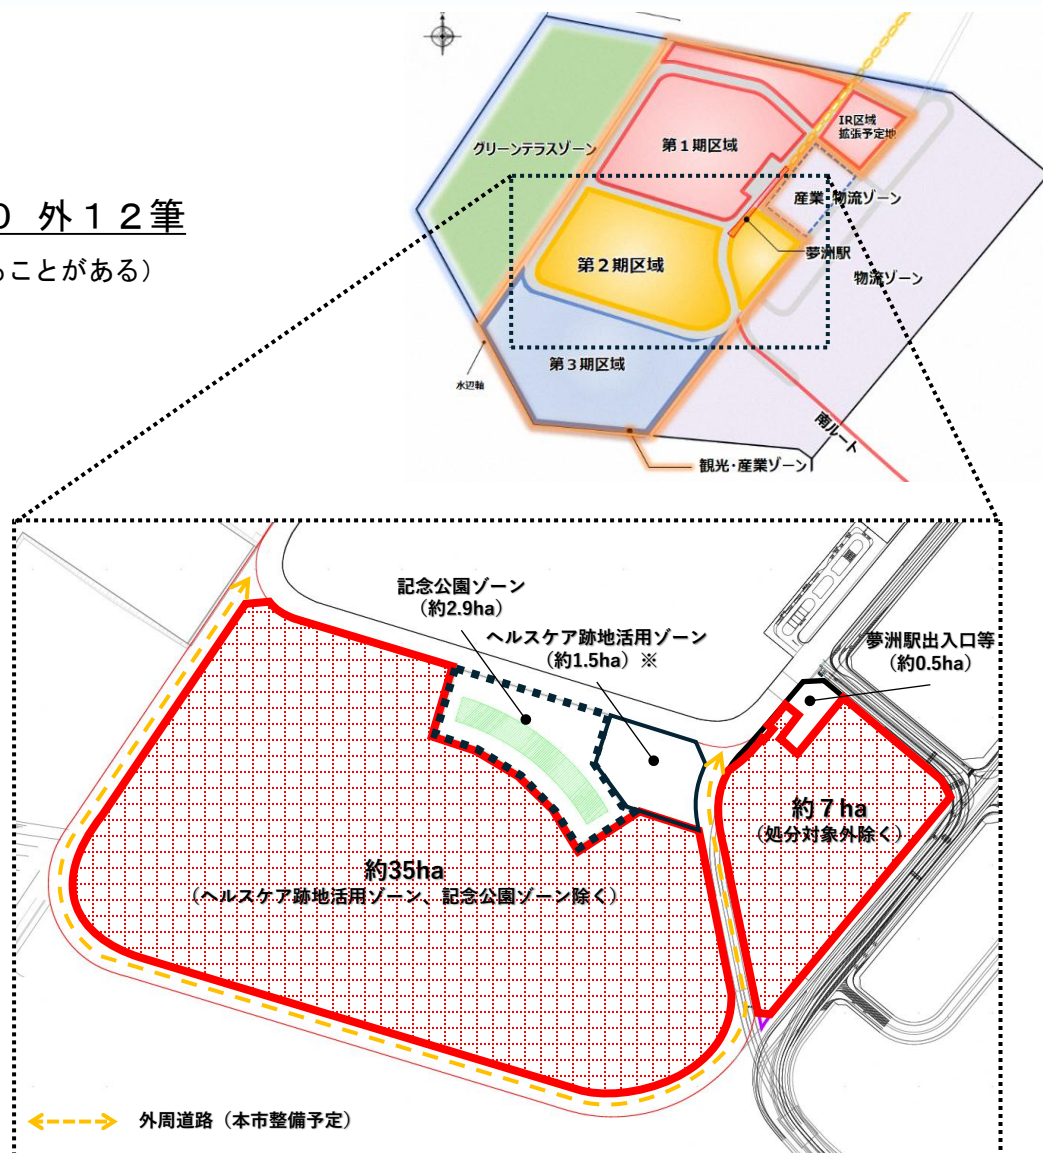 ０ 外１２筆
ることがある）
グリーンテラスゾーン
第１期区域
IR区域
拡張予定地
産業・物流ゾーン
夢洲駅
物流ゾーン
第２期区域
第３期区域
水辺軸
南ルート
観光・産業ゾーン
記念公園ゾーン
（約2.9ha）
ヘルスケア跡地活用ゾーン
（約1.5ha）※
夢洲駅出入口等
（約0.5ha）
約７ha
（処分対象外除く）
約35ha
（ヘルスケア跡地活用ゾーン、記念公園ゾーン除く）
外周道路（本市整備予定）